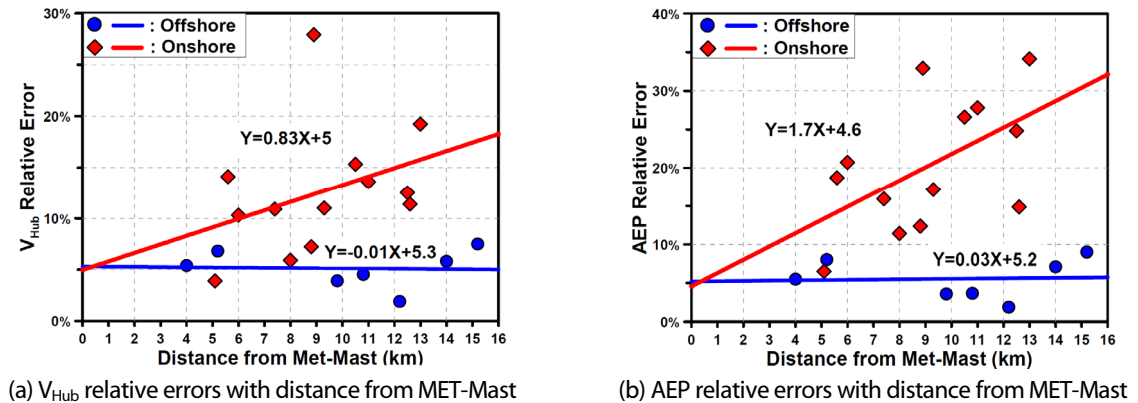 : Offshore
: Onshore
30%
20%
10%
0%
V_Hub Relative Error
Y=0.83X+5
Y=-0.01X+5.3
0 1 2 3 4 5 6 7 8 9 10 11 12 13 14 15 16
Distance from Met-Mast (km)
(a) V_Hub relative errors with distance from MET-Mast
: Offshore
: Onshore
40%
30%
20%
10%
0%
AEP Relative Error
Y=1.7X+4.6
Y=0.03X+5.2
0 1 2 3 4 5 6 7 8 9 10 11 12 13 14 15 16
Distance from Met-Mast (km)
(b) AEP relative errors with distance from MET-Mast